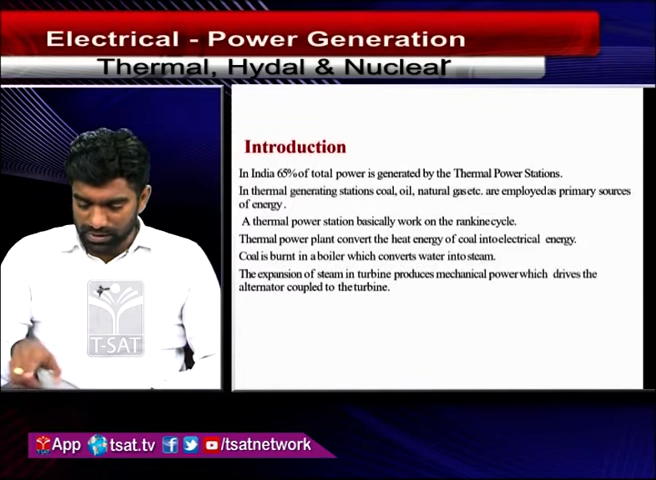 Electrical - Power Generation
Thermal, Hydal & Nuclear
Introduction
In India 65% of total power is generated by the Thermal Power Stations.
In thermal generating stations coal, oil, natural gas etc. are employed as primary sources
of energy.
A thermal power station basically work on the rankine cycle.
Thermal power plant convert the heat energy of coal into electrical energy.
Coal is burnt in a boiler which converts water into steam.
The expansion of steam in turbine produces mechanical power which drives the
alternator coupled to the turbine.
T-SAT
App tsat.tv /tsatnetwork